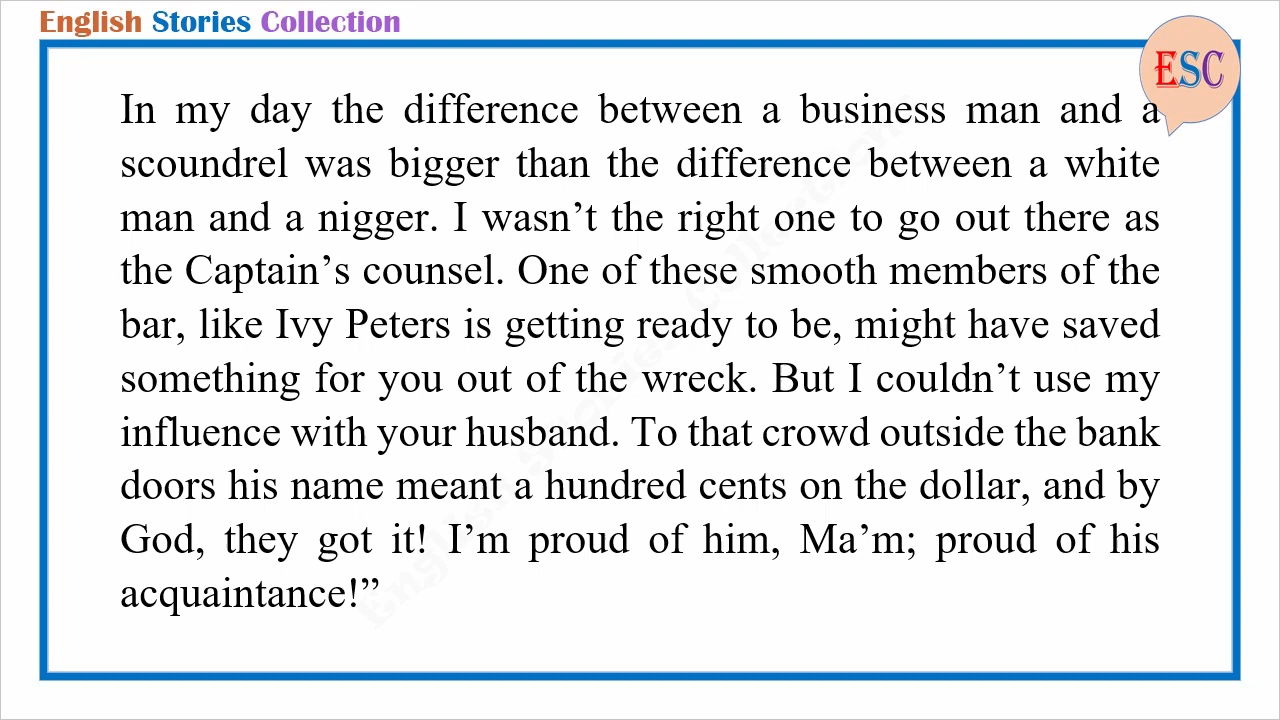 English Stories Collection
ESC
In my day the difference between a business man and a
scoundrel was bigger than the difference between a white
man and a nigger. I wasn’t the right one to go out there as
the Captain’s counsel. One of these smooth members of the
bar, like Ivy Peters is getting ready to be, might have saved
something for you out of the wreck. But I couldn’t use my
influence with your husband. To that crowd outside the bank
doors his name meant a hundred cents on the dollar, and by
God, they got it! I’m proud of him, Ma’m; proud of his
acquaintance!”
English Stories Collection